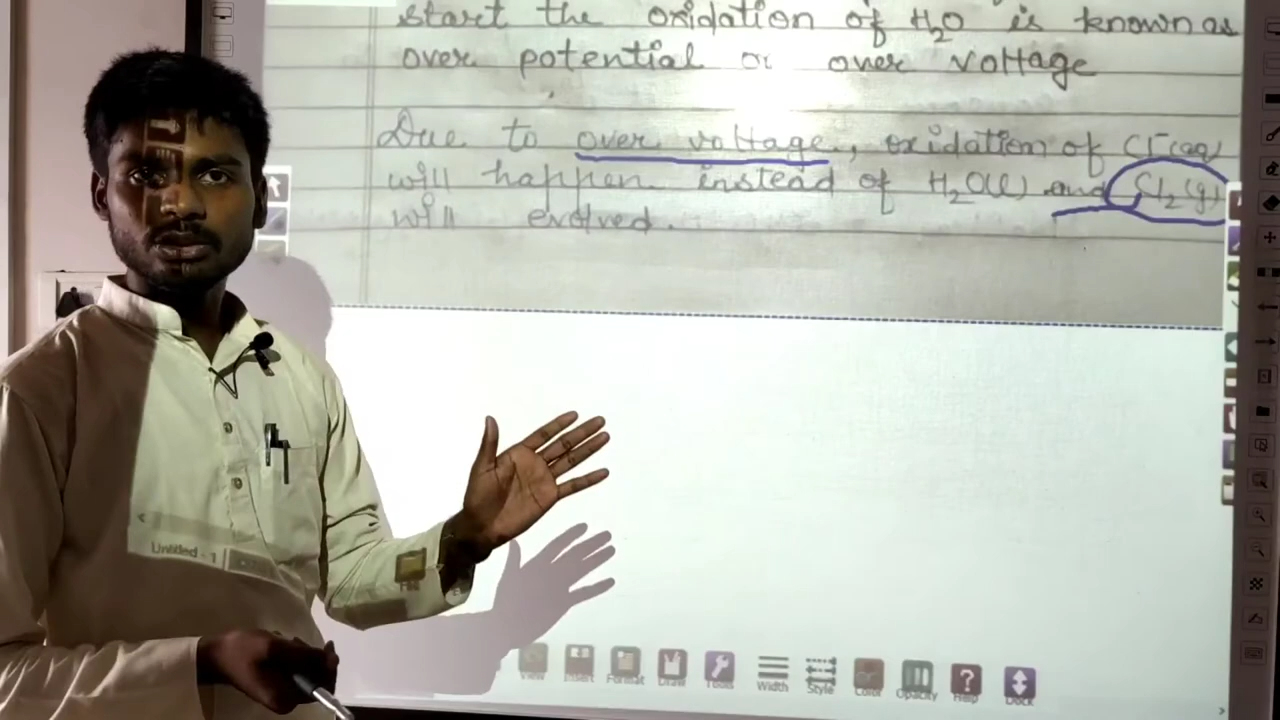 start the oxidation of H₂O is known as
over potential or over voltage
Due to over voltage, oxidation of Cl⁻(aq)
will happen instead of H₂O(l) and Cl₂(g)
will evolved.
Untitled - 1
View Insert Format Draw Tools Width Style Color Opacity Help Dock